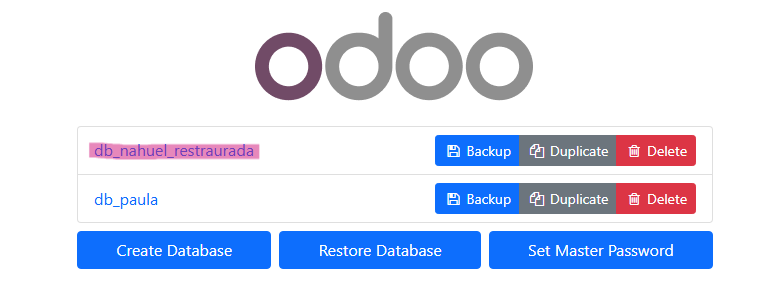 odoo
db_nahuel_restraurada Backup Duplicate Delete
db_paula Backup Duplicate Delete
Create Database Restore Database Set Master Password